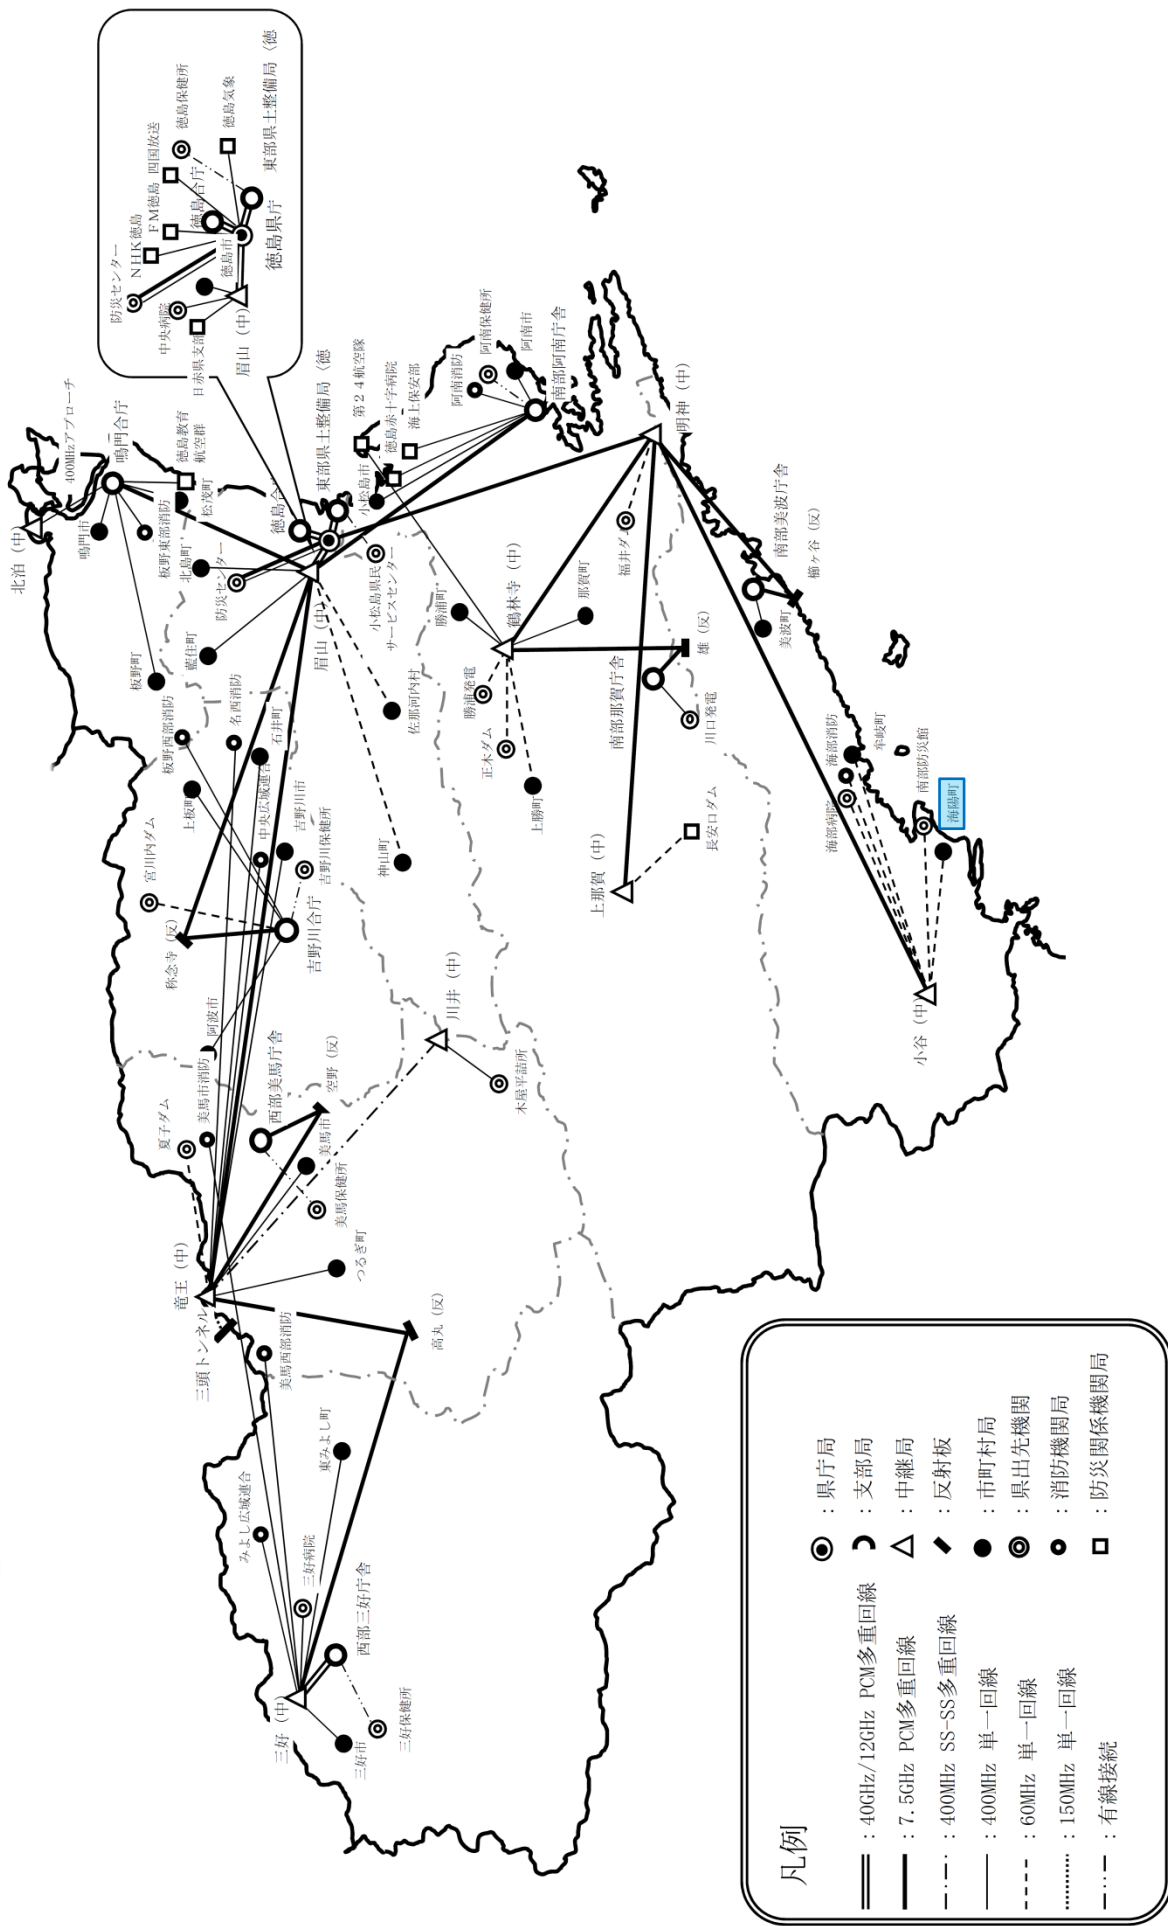 防災センター
NHK徳島
FM徳島
四国放送
徳島保健所
徳島気象
徳島合庁
東部県土整備局〈徳
徳島県庁
徳島市
中央病院
日赤県支部
眉山(中)
北泊(中)
400MHzアプローチ
鳴門合庁
鳴門市
徳島教育
航空群
松茂町
板野東部消防
北島町
防災センター
板野町
藍住町
眉山(中)
徳島合
東部県土整備局〈徳
第24航空隊
徳島赤十字病院
海上保安部
小松島市
小松島県民
サービスセンター
阿南消防
阿南保健所
阿南市
南部阿南庁舎
明神(中)
福井ダム
鶴林寺(中)
勝浦町
那賀町
勝浦発電
正木ダム
上勝町
佐那河内村
神山町
雄(反)
南部那賀庁舎
川口発電
上那賀(中)
長安口ダム
南部美波庁舎
櫛ヶ谷(反)
美波町
海部消防
牟岐町
海部病院
南部防災館
海陽町
小谷(中)
板野西部消防
名西消防
石井町
上板町
中央広域連合
吉野川市
吉野川保健所
宮川内ダム
吉野川合庁
称念寺(反)
阿波市
川井(中)
木屋平詰所
西部美馬庁舎
空野(反)
美馬市消防
夏子ダム
美馬市
美馬保健所
つるぎ町
竜王(中)
三頭トンネル
美馬西部消防
高丸(反)
東みよし町
みよし広域連合
三好病院
西部三好庁舎
三好(中)
三好市
三好保健所
凡例
:40GHz/12GHz PCM多重回線
:7.5GHz PCM多重回線
:400MHz SS-SS多重回線
:400MHz 単一回線
:60MHz 単一回線
:150MHz 単一回線
:有線接続
:県庁局
:支部局
:中継局
:反射板
:市町村局
:県出先機関
:消防機関局
:防災関係機関局